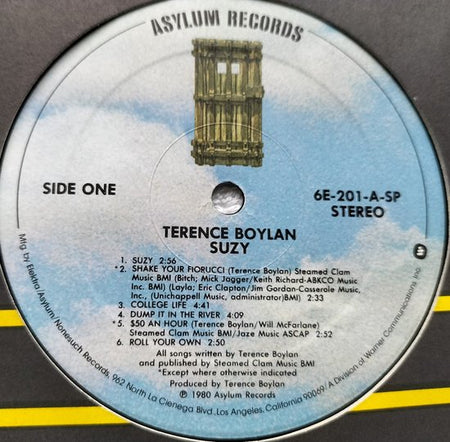 ASYLUM RECORDS
SIDE ONE
6E-201-A-SP
STEREO
TERENCE BOYLAN
SUZY
1. SUZY 2:56
*2. SHAKE YOUR FIORUCCI (Terence Boylan) Steamed Clam
Music BMI (Bitch; Mick Jagger/Keith Richard-ABKCO Music
Inc. BMI) (Layla; Eric Clapton/Jim Gordan-Casserole Music,
Inc., (Unichappell Music, administrator)BMI) 2:33
3. COLLEGE LIFE 4:41
4. DUMP IT IN THE RIVER 4:09
*5. $50 AN HOUR (Terence Boylan/Will McFarlane)
Steamed Clam Music BMI/Jaze Music ASCAP 2:52
6. ROLL YOUR OWN 2:50
All songs written by Terence Boylan
and published by Steamed Clam Music BMI
*Except where otherwise indicated
Produced by Terence Boylan
℗ 1980 Asylum Records
Mfg by Elektra/Asylum/Nonesuch Records, 962 North La Cienega Blvd., Los Angeles, California 90069/A Division of Warner Communications Inc.